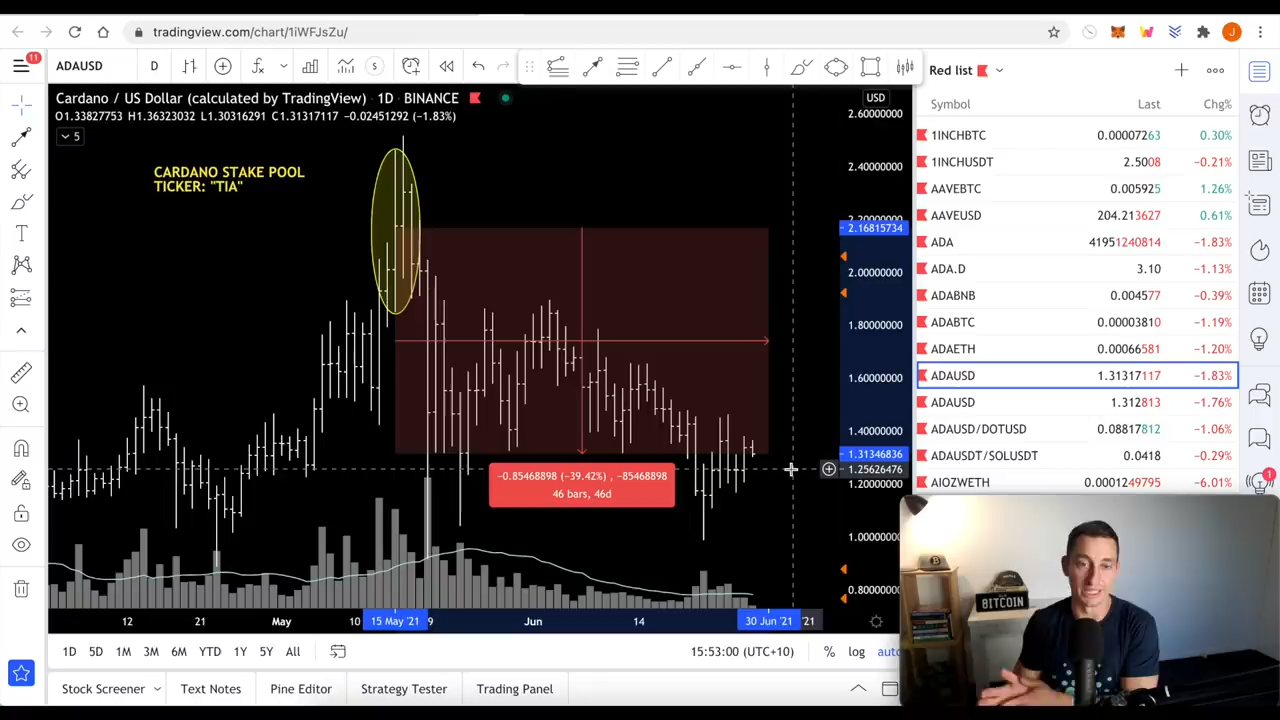 tradingview.com/chart/1iWFJsZu/
J
11
ADAUSD
D
S
Red list
Cardano / US Dollar (calculated by TradingView) · 1D · BINANCE
O1.33827753 H1.36323032 L1.30316291 C1.31317117 −0.02451292 (−1.83%)
5
USD
CARDANO STAKE POOL
TICKER: "TIA"
2.60000000
2.40000000
2.20000000
2.16815734
2.00000000
1.80000000
1.60000000
1.40000000
1.31346836
1.25626476
1.20000000
1.00000000
0.80000000
−0.85468898 (−39.42%) , −85468898
46 bars, 46d
12 21 May 10 15 May '21 9 Jun 14 30 Jun '21 '21
1D 5D 1M 3M 6M YTD 1Y 5Y All 15:53:00 (UTC+10) % log auto
Stock Screener Text Notes Pine Editor Strategy Tester Trading Panel
Symbol Last Chg%
1INCHBTC 0.00007263 0.30%
1INCHUSDT 2.5008 −0.21%
AAVEBTC 0.005925 1.26%
AAVEUSD 204.213627 0.61%
ADA 41951240814 −1.83%
ADA.D 3.10 −1.13%
ADABNB 0.004577 −0.39%
ADABTC 0.00003810 −1.19%
ADAETH 0.00066581 −1.20%
ADAUSD 1.31317117 −1.83%
ADAUSD 1.312813 −1.76%
ADAUSD/DOTUSD 0.08817812 −1.06%
ADAUSDT/SOLUSDT 0.0418 −0.29%
AIOZWETH 0.0001249795 −6.01%
1
BITCOIN